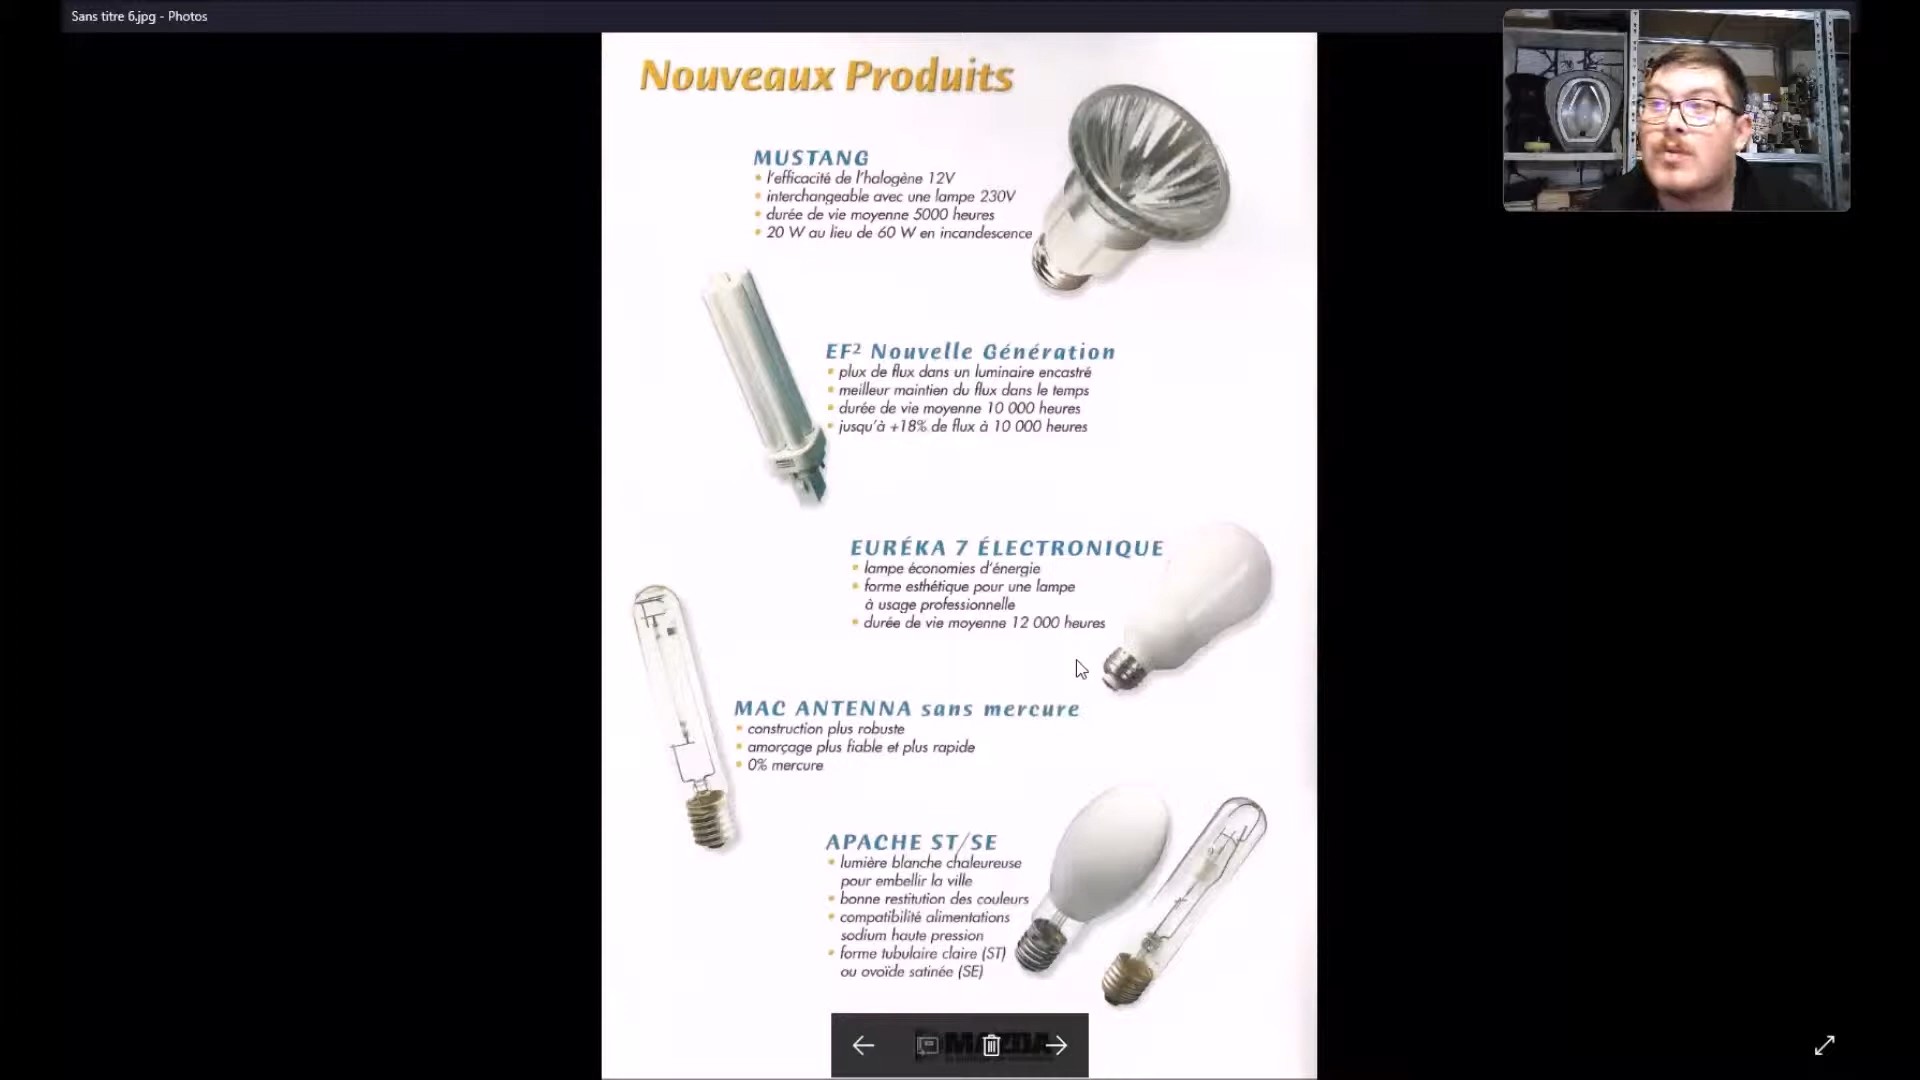 Sans titre 6.jpg - Photos
Nouveaux Produits
MUSTANG
• l'efficacité de l'halogène 12V
• interchangeable avec une lampe 230V
• durée de vie moyenne 5000 heures
• 20 W au lieu de 60 W en incandescence
EF² Nouvelle Génération
• plux de flux dans un luminaire encastré
• meilleur maintien du flux dans le temps
• durée de vie moyenne 10 000 heures
• jusqu'à +18% de flux à 10 000 heures
EURÉKA 7 ÉLECTRONIQUE
• lampe économies d'énergie
• forme esthétique pour une lampe
à usage professionnelle
• durée de vie moyenne 12 000 heures
MAC ANTENNA sans mercure
• construction plus robuste
• amorçage plus fiable et plus rapide
• 0% mercure
APACHE ST/SE
• lumière blanche chaleureuse
pour embellir la ville
• bonne restitution des couleurs
• compatibilité alimentations
sodium haute pression
• forme tubulaire claire (ST)
ou ovoïde satinée (SE)
MAZDA